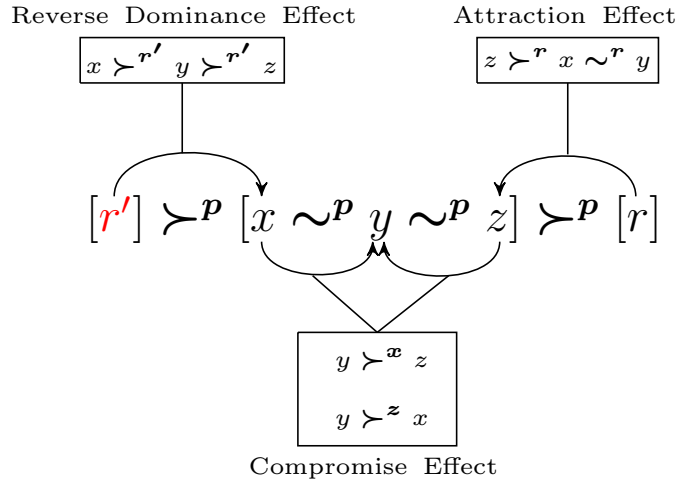 Reverse Dominance Effect
Attraction Effect
x ≻^r′ y ≻^r′ z
z ≻^r x ∼^r y
[r′] ≻^p [x ∼^p y ∼^p z] ≻^p [r]
y ≻^x z
y ≻^z x
Compromise Effect